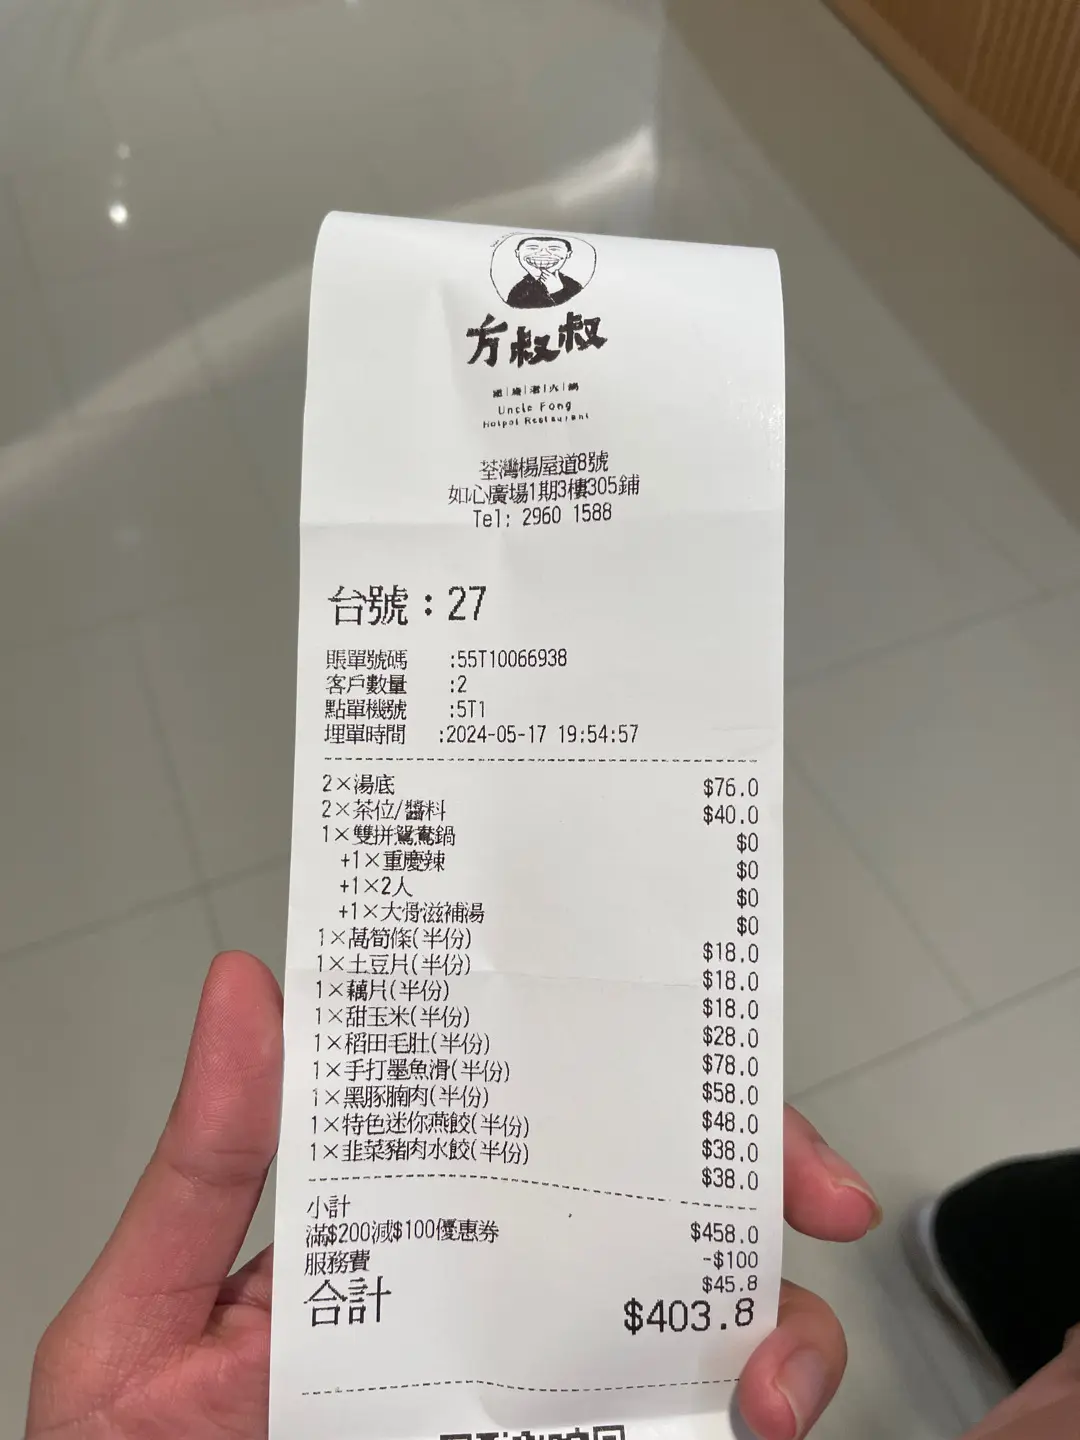 方叔叔
重|慶|老|火|鍋
Uncle Fong
Hotpot Restaurant
荃灣楊屋道8號
如心廣場1期3樓305鋪
Tel: 2960 1588
台號：27
賬單號碼 :55T10066938
客戶數量 :2
點單機號 :5T1
埋單時間 :2024-05-17 19:54:57
2×湯底 $76.0
2×茶位/醬料 $40.0
1×雙拼鴛鴦鍋 $0
+1×重慶辣 $0
+1×2人 $0
+1×大骨滋補湯 $0
1×萵筍條(半份) $18.0
1×土豆片(半份) $18.0
1×藕片(半份) $18.0
1×甜玉米(半份) $28.0
1×稻田毛肚(半份) $78.0
1×手打墨魚滑(半份) $58.0
1×黑豚腩肉(半份) $48.0
1×特色迷你燕餃(半份) $38.0
1×韭菜豬肉水餃(半份) $38.0
小計 $458.0
滿$200減$100優惠券 -$100
服務費 $45.8
合計 $403.8